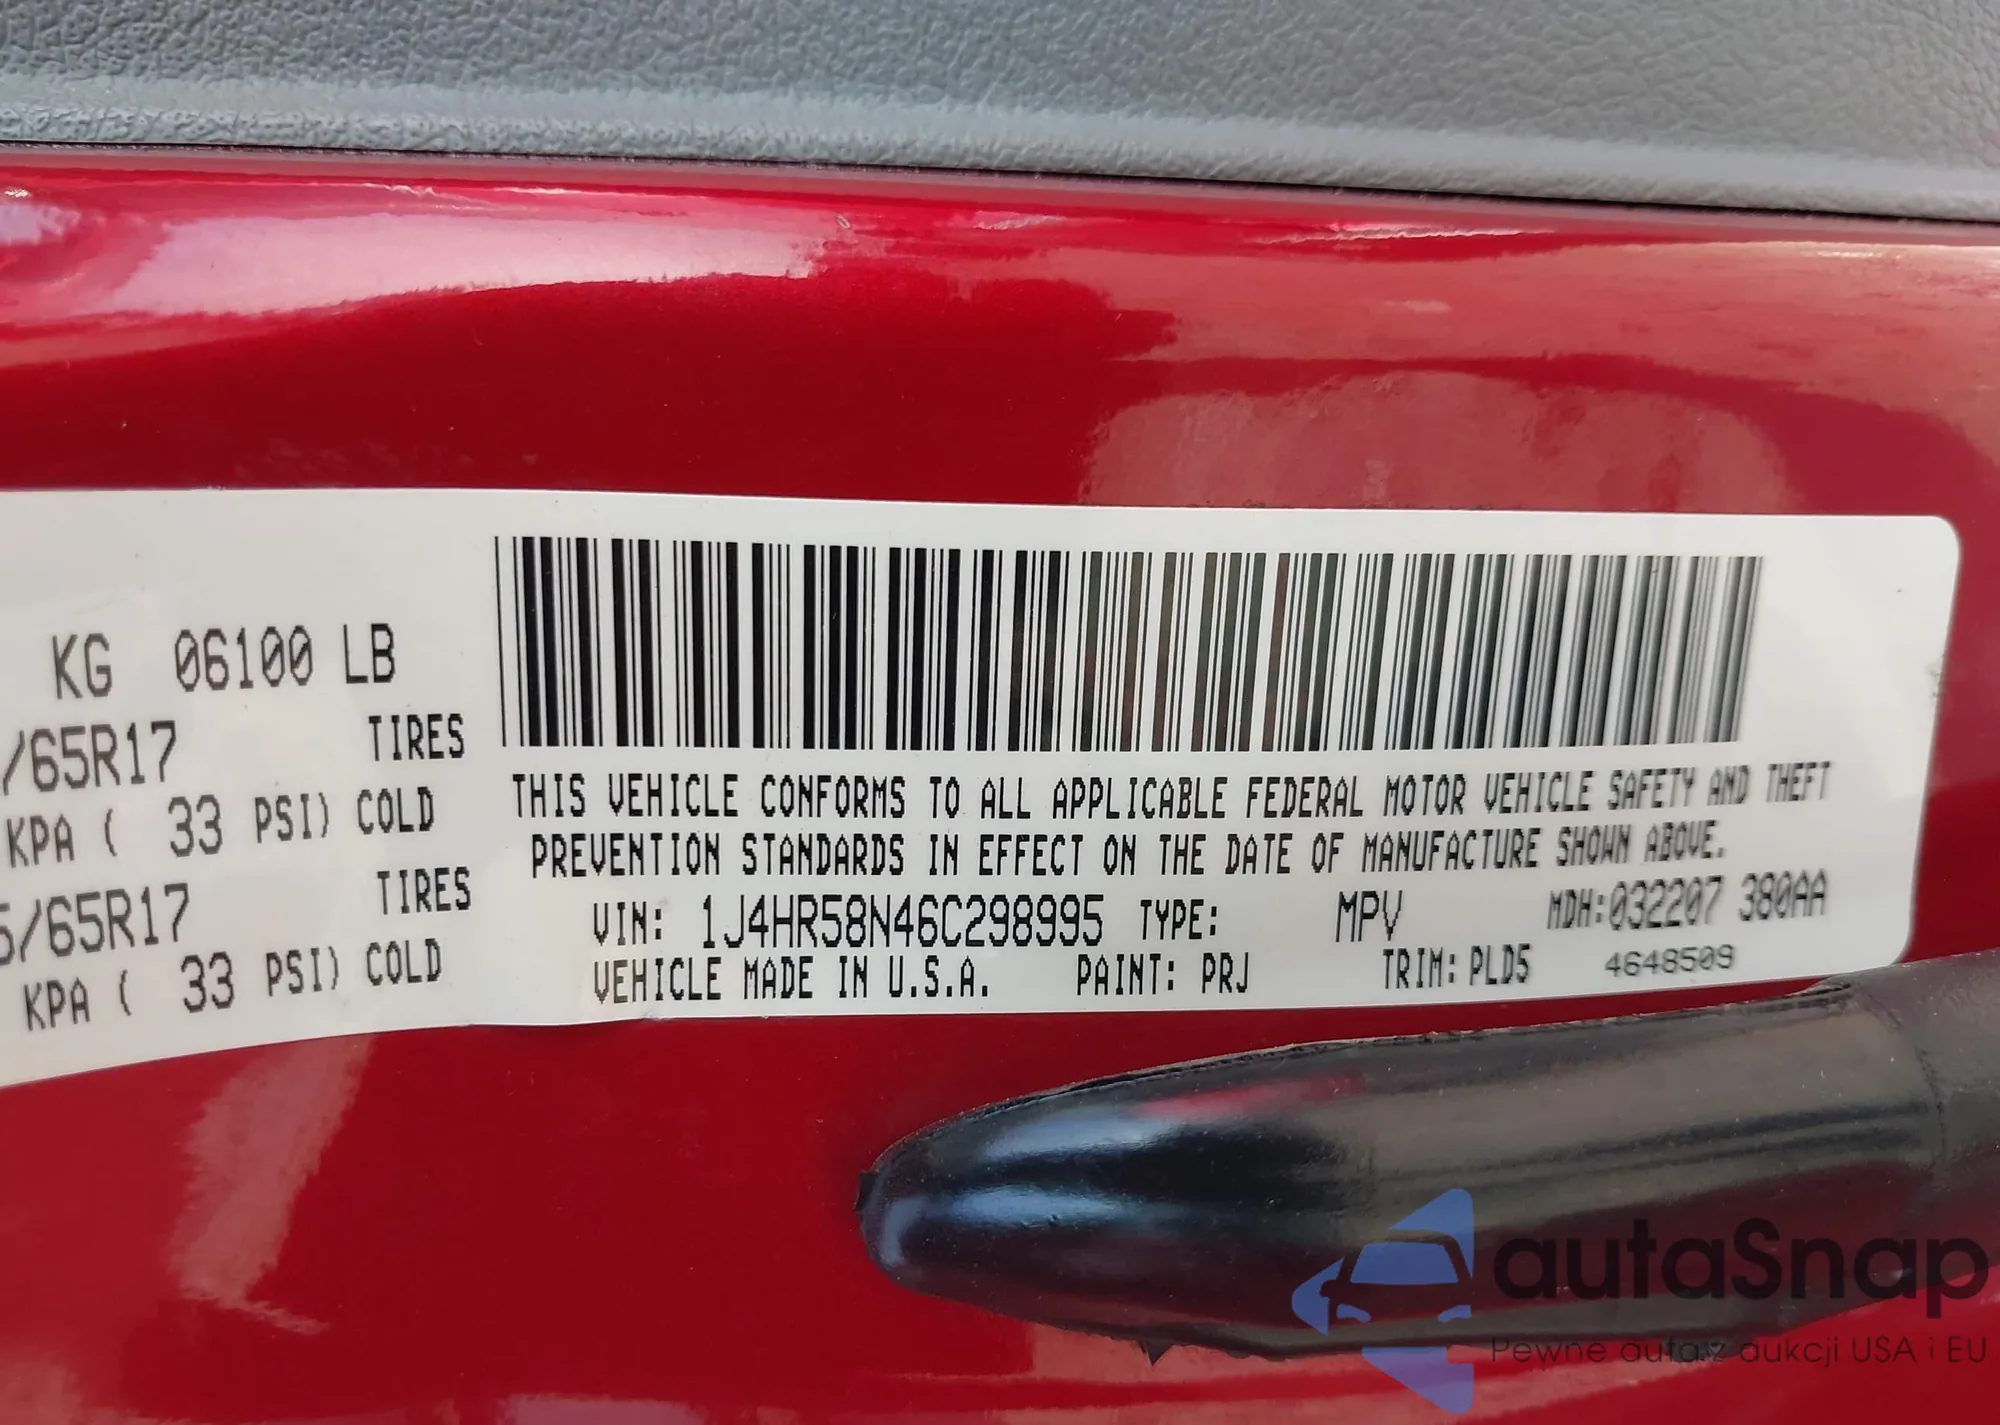 KG 06100 LB
/65R17 TIRES
KPA ( 33 PSI) COLD
5/65R17 TIRES
KPA ( 33 PSI) COLD
THIS VEHICLE CONFORMS TO ALL APPLICABLE FEDERAL MOTOR VEHICLE SAFETY AND THEFT
PREVENTION STANDARDS IN EFFECT ON THE DATE OF MANUFACTURE SHOWN ABOVE.
VIN: 1J4HR58N46C298995 TYPE: MPV MDH:032207 380AA
VEHICLE MADE IN U.S.A. PAINT: PRJ TRIM: PLD5 4648509
autaSnap
Pewne auta z aukcji USA i EU